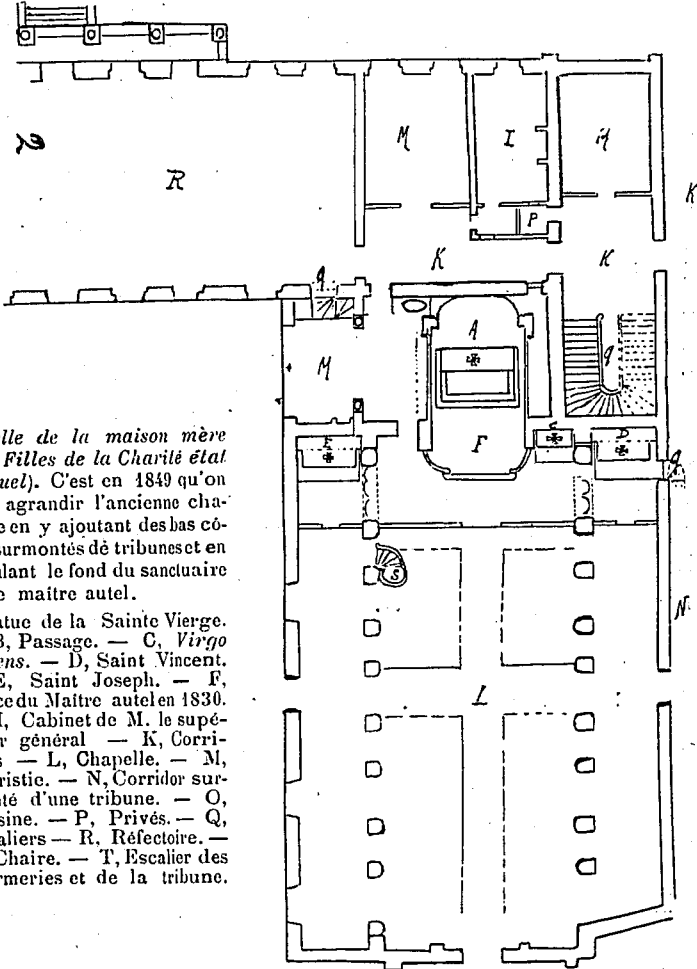 2
R
M
I
M
K
P
K
K
q
A
q
M
F
C
E
D
q
S
N
L
lle de la maison mère
Filles de la Charité état
uel). C'est en 1849 qu'on
agrandir l'ancienne cha-
e en y ajoutant des bas cô-
surmontés de tribunes et en
ulant le fond du sanctuaire
e maître autel.
atue de la Sainte Vierge.
B, Passage. — C, Virgo
ens. — D, Saint Vincent.
E, Saint Joseph. — F,
ce du Maître autel en 1830.
I, Cabinet de M. le supé-
r général — K, Corri-
s — L, Chapelle. — M,
ristie. — N, Corridor sur-
té d'une tribune. — O,
sine. — P, Privés. — Q,
aliers — R, Réfectoire. —
Chaire. — T, Escalier des
rmeries et de la tribune.